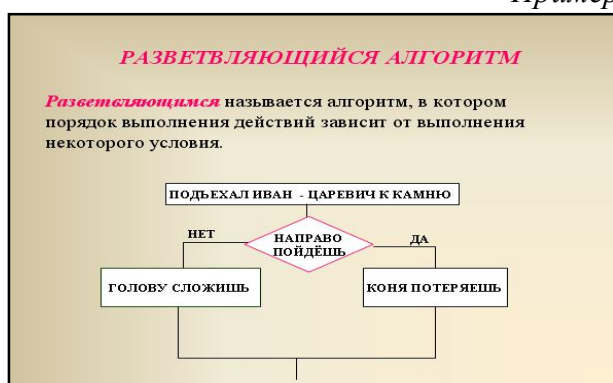 Пример
РАЗВЕТВЛЯЮЩИЙСЯ АЛГОРИТМ
Разветвляющимся называется алгоритм, в котором
порядок выполнения действий зависит от выполнения
некоторого условия.
ПОДЪЕХАЛ ИВАН - ЦАРЕВИЧ К КАМНЮ
НЕТ
НАПРАВО
ПОЙДЁШЬ
ДА
ГОЛОВУ СЛОЖИШЬ
КОНЯ ПОТЕРЯЕШЬ